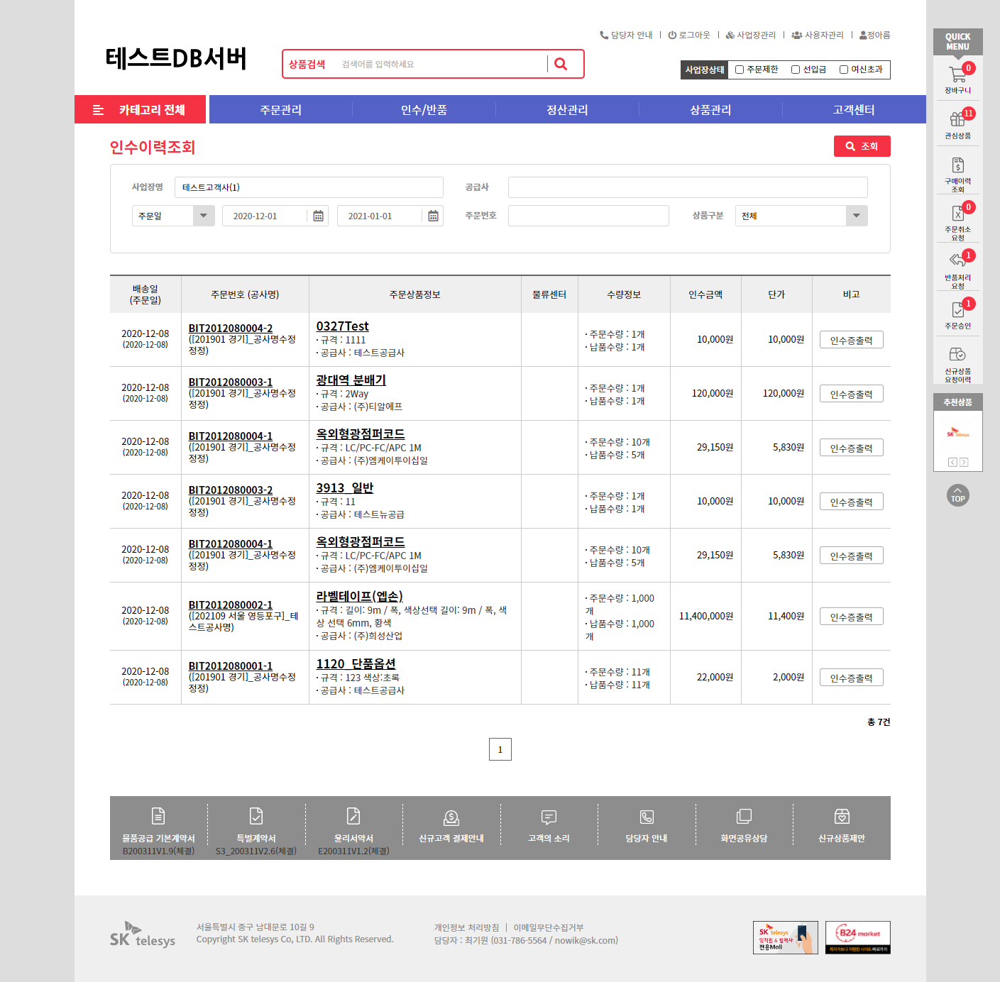 담당자 안내 | 로그아웃 | 사업장관리 | 사용자관리 | 정아름
테스트DB서버
상품검색 검색어를 입력하세요
사업장상태 주문제한 선입금 여신초과
카테고리 전체 주문관리 인수/반품 정산관리 상품관리 고객센터
인수이력조회
조회
사업장명 테스트고객사(1) 공급사
주문일 2020-12-01 2021-01-01 주문번호 상품구분 전체
배송일
(주문일)
주문번호 (공사명) 주문상품정보 물류센터 수량정보 인수금액 단가 비고
2020-12-08
(2020-12-08)
BIT2012080004-2
([201901 경기]_공사명수정
정정)
0327Test
· 규격 : 1111
· 공급사 : 테스트공급사
· 주문수량 : 1개
· 납품수량 : 1개
10,000원 10,000원 인수증출력
2020-12-08
(2020-12-08)
BIT2012080003-1
([201901 경기]_공사명수정
정정)
광대역 분배기
· 규격 : 2Way
· 공급사 : (주)티알에프
· 주문수량 : 1개
· 납품수량 : 1개
120,000원 120,000원 인수증출력
2020-12-08
(2020-12-08)
BIT2012080004-1
([201901 경기]_공사명수정
정정)
옥외형광점퍼코드
· 규격 : LC/PC-FC/APC 1M
· 공급사 : (주)엠케이투이십일
· 주문수량 : 10개
· 납품수량 : 5개
29,150원 5,830원 인수증출력
2020-12-08
(2020-12-08)
BIT2012080003-2
([201901 경기]_공사명수정
정정)
3913_일반
· 규격 : 11
· 공급사 : 테스트뉴공급
· 주문수량 : 1개
· 납품수량 : 1개
10,000원 10,000원 인수증출력
2020-12-08
(2020-12-08)
BIT2012080004-1
([201901 경기]_공사명수정
정정)
옥외형광점퍼코드
· 규격 : LC/PC-FC/APC 1M
· 공급사 : (주)엠케이투이십일
· 주문수량 : 10개
· 납품수량 : 5개
29,150원 5,830원 인수증출력
2020-12-08
(2020-12-08)
BIT2012080002-1
([202109 서울 영등포구]_테
스트공사명)
라벨테이프(엡손)
· 규격 : 길이: 9m / 폭, 색상선택 길이: 9m / 폭, 색
상 선택 6mm, 황색
· 공급사 : (주)희성산업
· 주문수량 : 1,000
개
· 납품수량 : 1,000
개
11,400,000원 11,400원 인수증출력
2020-12-08
(2020-12-08)
BIT2012080001-1
([201901 경기]_공사명수정
정정)
1120_단품옵션
· 규격 : 123 색상:초록
· 공급사 : 테스트공급사
· 주문수량 : 11개
· 납품수량 : 11개
22,000원 2,000원 인수증출력
총 7건
1
물품공급 기본계약서
B200311V1.9(체결)
특별계약서
S3_200311V2.6(체결)
윤리서약서
E200311V1.2(체결)
신규고객 결제안내
고객의 소리
담당자 안내
화면공유상담
신규상품제안
SK telesys
서울특별시 중구 남대문로 10길 9
Copyright SK telesys Co, LTD. All Rights Reserved.
개인정보 처리방침 | 이메일무단수집거부
담당자 : 최기원 (031-786-5564 / nowik@sk.com)
SK telesys
임직원 & 협력사
전용Mall
B24 market
QUICK
MENU
0
장바구니
11
관심상품
구매이력
조회
0
주문취소
요청
1
반품처리
요청
1
주문승인
신규상품
요청이력
추천상품
SK telesys
TOP